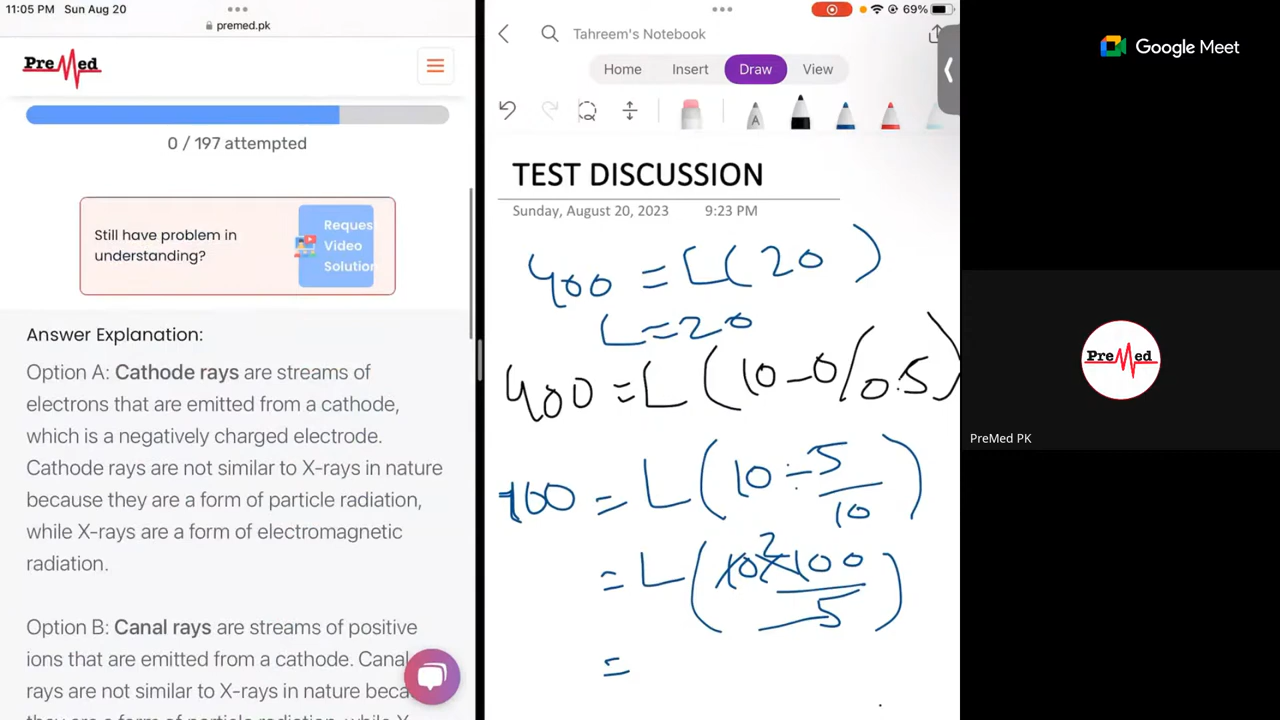 11:05 PM Sun Aug 20
premed.pk
PreMed
0 / 197 attempted
Still have problem in
understanding?
Reques
Video
Solution
Answer Explanation:
Option A: Cathode rays are streams of
electrons that are emitted from a cathode,
which is a negatively charged electrode.
Cathode rays are not similar to X-rays in nature
because they are a form of particle radiation,
while X-rays are a form of electromagnetic
radiation.
Option B: Canal rays are streams of positive
ions that are emitted from a cathode. Canal
rays are not similar to X-rays in nature beca
69%
Tahreem's Notebook
Home Insert Draw View
A
TEST DISCUSSION
Sunday, August 20, 2023 9:23 PM
400 = L(20)
L=20
400 = L(10-0/0.5)
400 = L(10 ÷ 5/10)
= L(10 2 × 100 / 5)
=
Google Meet
PreMed
PreMed PK